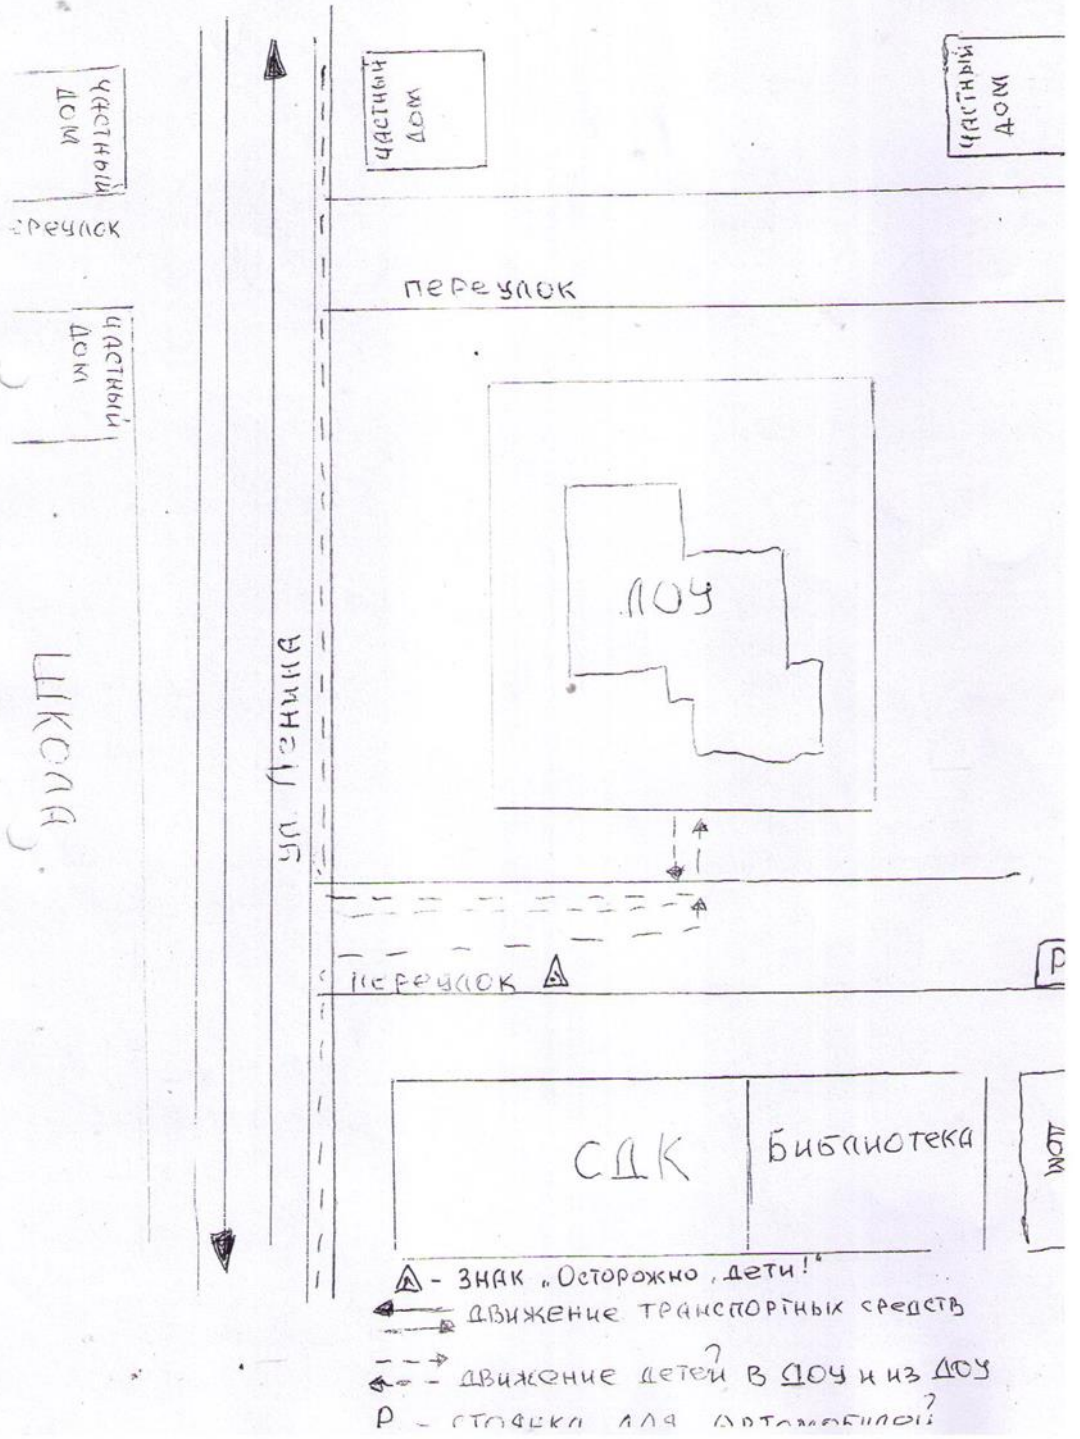 частный
дом
частный
дом
частный
дом
ереулок
переулок
частный
дом
ДОУ
ул. Ленина
ШКОЛА
переулок
Р
СДК
Библиотека
дом
- знак „Осторожно, дети!"
движение транспортных средств
- движение детей в ДОУ и из ДОУ
Р - стоянка для автомобилей